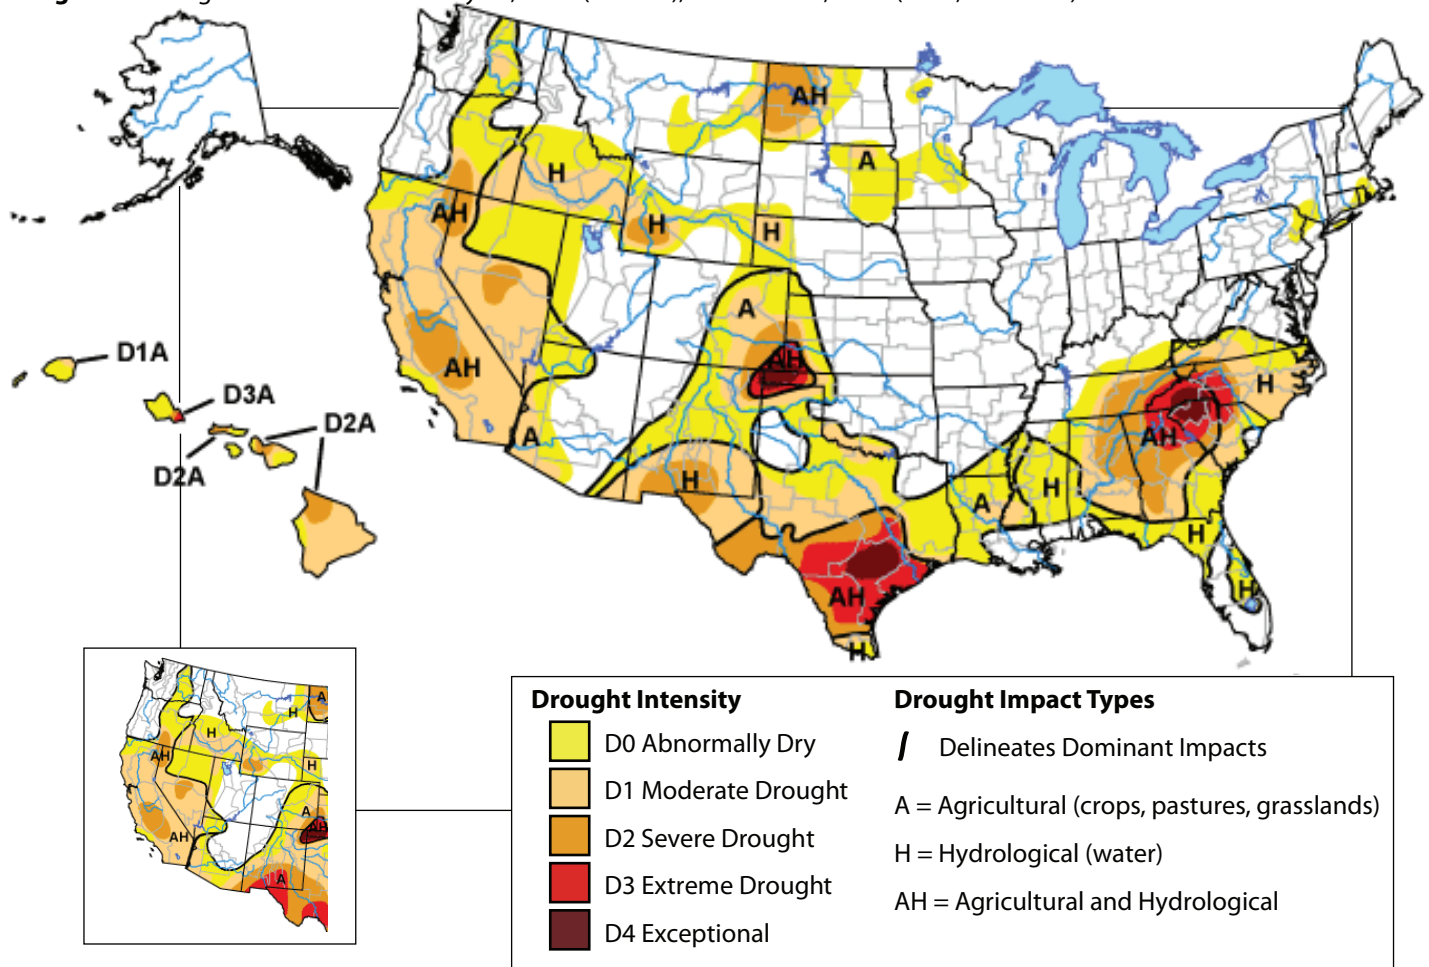 AH
A
H
AH
H
H
A
AH
AH
AH
A
H
AH
H
A
H
H
H
AH
H
D1A
D3A
D2A
D2A
A
H
H
AH
H
A
AH
AH
A
Drought Intensity
D0 Abnormally Dry
D1 Moderate Drought
D2 Severe Drought
D3 Extreme Drought
D4 Exceptional
Drought Impact Types
Delineates Dominant Impacts
A = Agricultural (crops, pastures, grasslands)
H = Hydrological (water)
AH = Agricultural and Hydrological